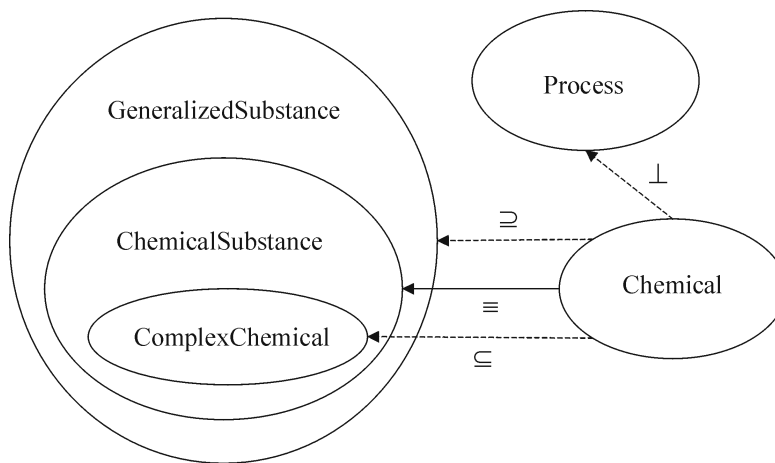 Process
GeneralizedSubstance
⊥
⊇
ChemicalSubstance
Chemical
≡
ComplexChemical
⊆